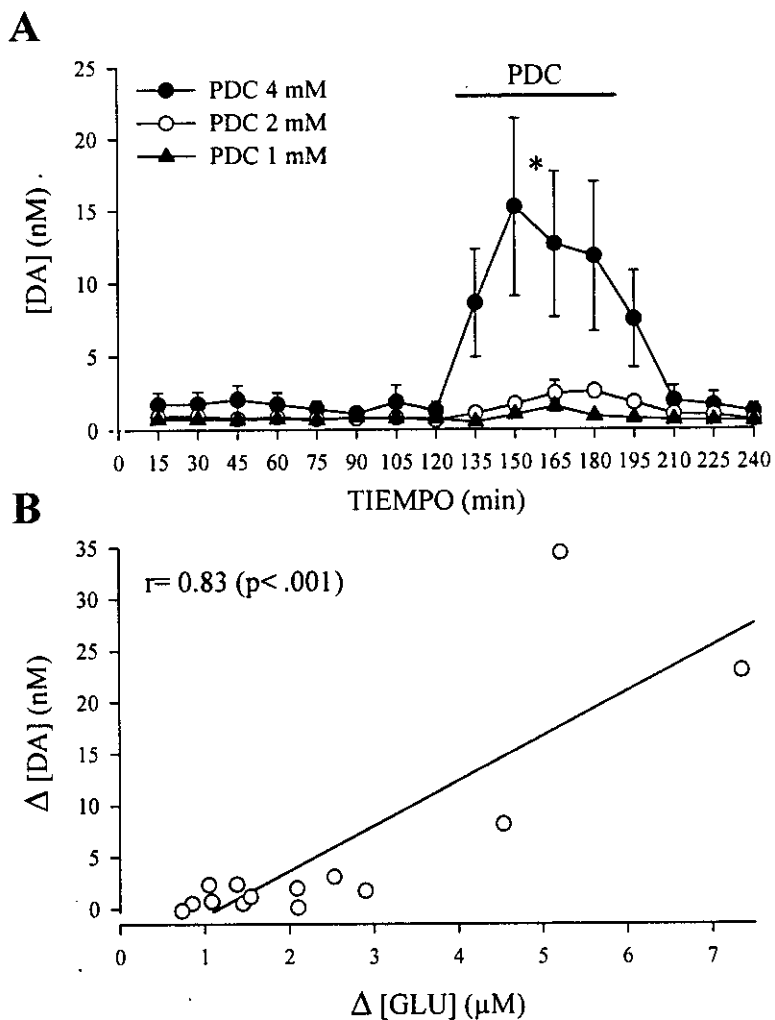 A
25
20
15
10
5
0
[DA] (nM)
PDC 4 mM
PDC 2 mM
PDC 1 mM
PDC
*
0 15 30 45 60 75 90 105 120 135 150 165 180 195 210 225 240
TIEMPO (min)
B
35
30
25
20
15
10
5
0
Δ [DA] (nM)
r= 0.83 (p< .001)
0 1 2 3 4 5 6 7
Δ [GLU] (μM)